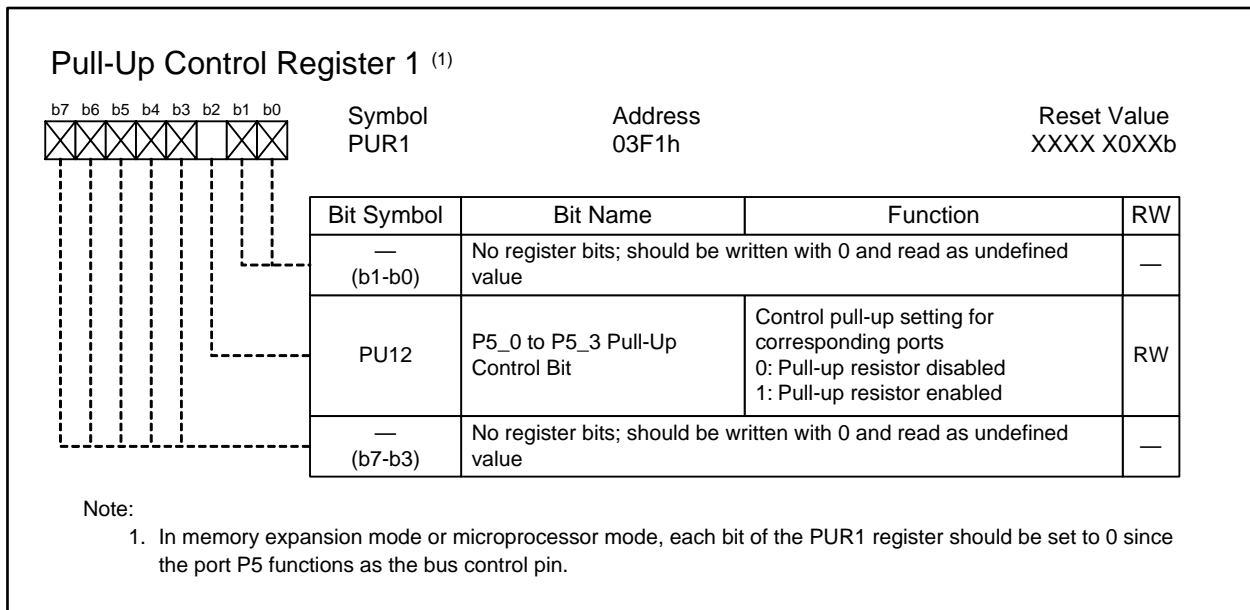 Pull-Up Control Register 1 (1)
b7 b6 b5 b4 b3 b2 b1 b0
Symbol Address Reset Value
PUR1 03F1h XXXX X0XXb
Bit Symbol Bit Name Function RW
—
(b1-b0)
No register bits; should be written with 0 and read as undefined
value
—
PU12
P5_0 to P5_3 Pull-Up
Control Bit
Control pull-up setting for
corresponding ports
0: Pull-up resistor disabled
1: Pull-up resistor enabled
RW
—
(b7-b3)
No register bits; should be written with 0 and read as undefined
value
—
Note:
1. In memory expansion mode or microprocessor mode, each bit of the PUR1 register should be set to 0 since
the port P5 functions as the bus control pin.